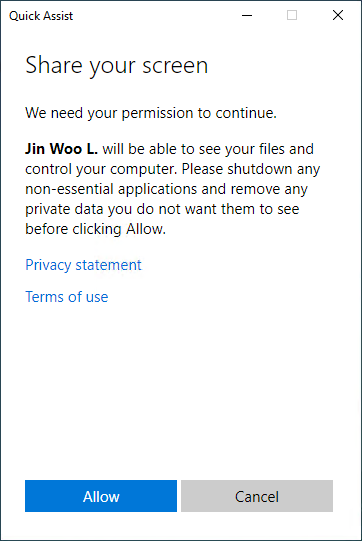 Quick Assist
Share your screen
We need your permission to continue.
Jin Woo L. will be able to see your files and
control your computer. Please shutdown any
non-essential applications and remove any
private data you do not want them to see
before clicking Allow.
Privacy statement
Terms of use
Allow
Cancel